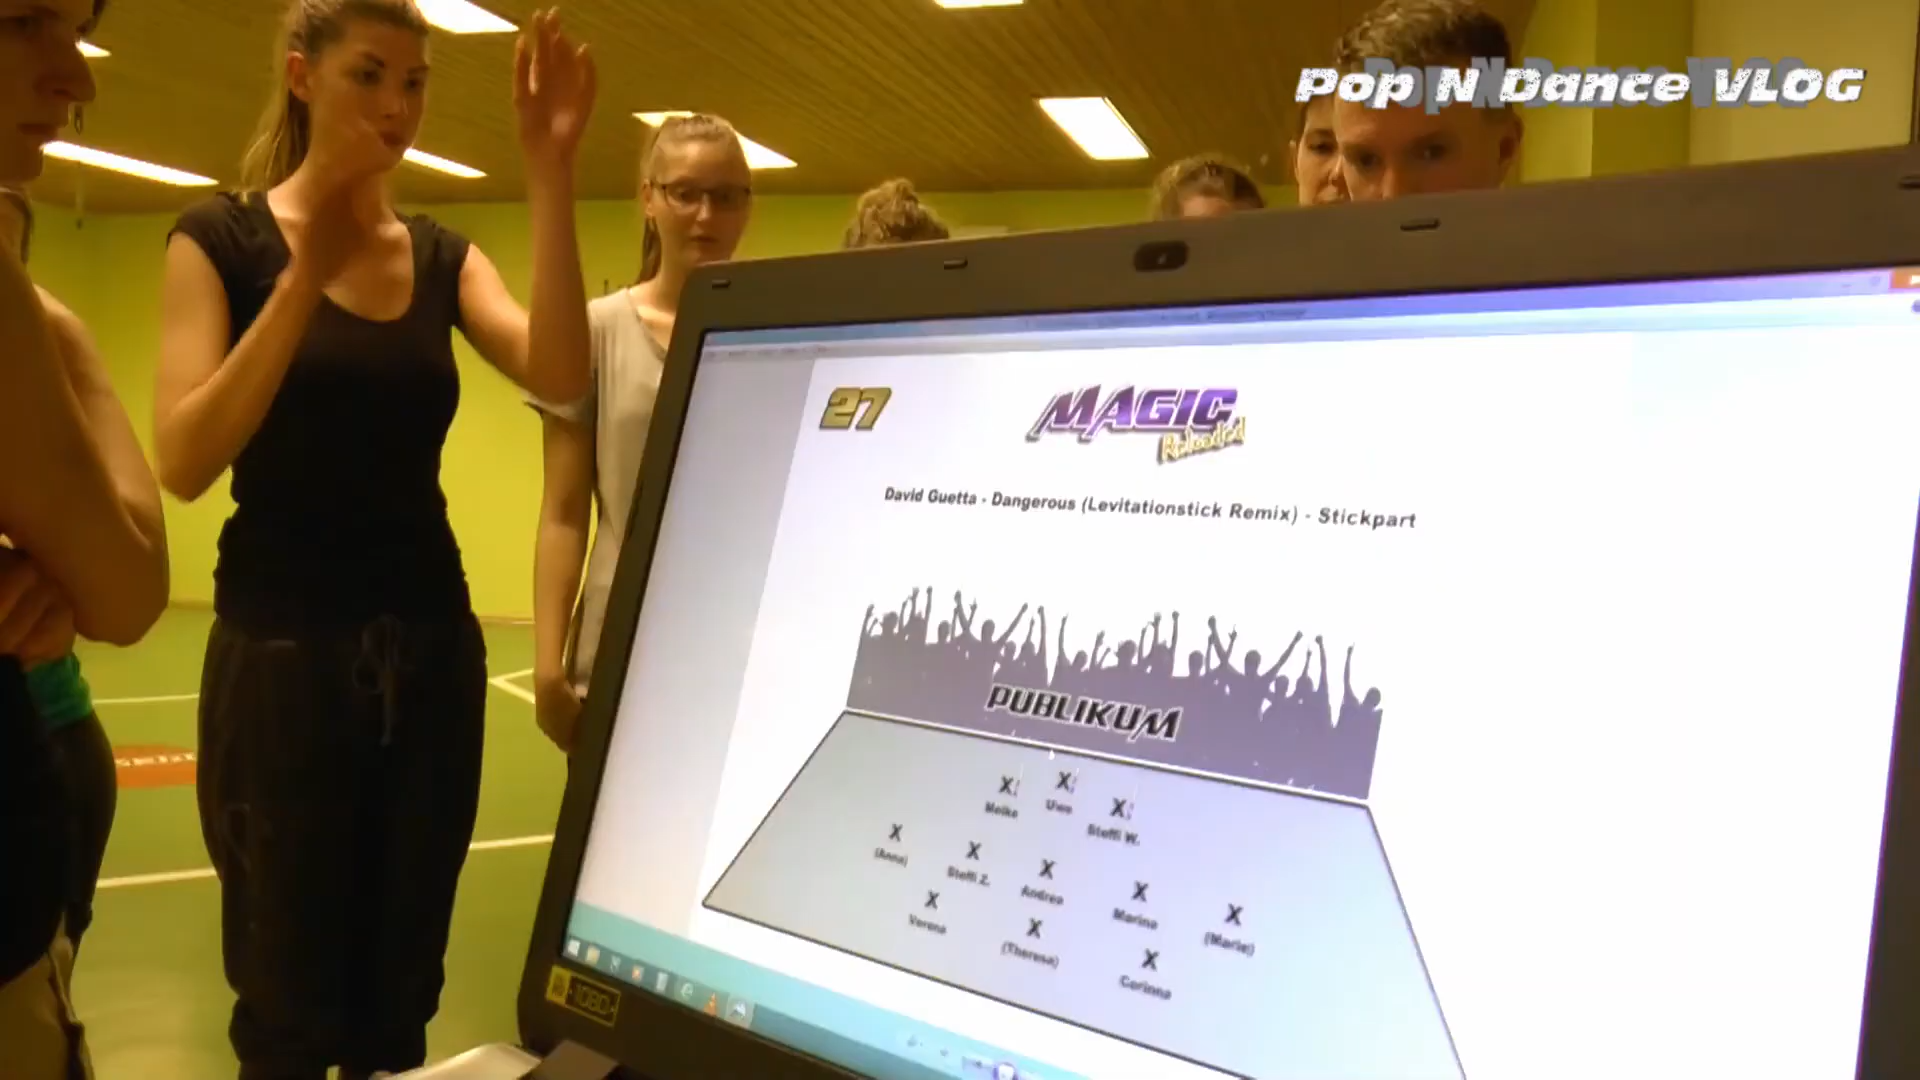 Pop N Dance VLOG
27
MAGIC
Reloaded
David Guetta - Dangerous (Levitationstick Remix) - Stickpart
PUBLIKUM
X X X
Meike Uwe Steffi W.
X X X X X
(Anna) Steffi Z. Andrea Marina (Marie)
X X X
Verena (Theresa) Corinna
1080